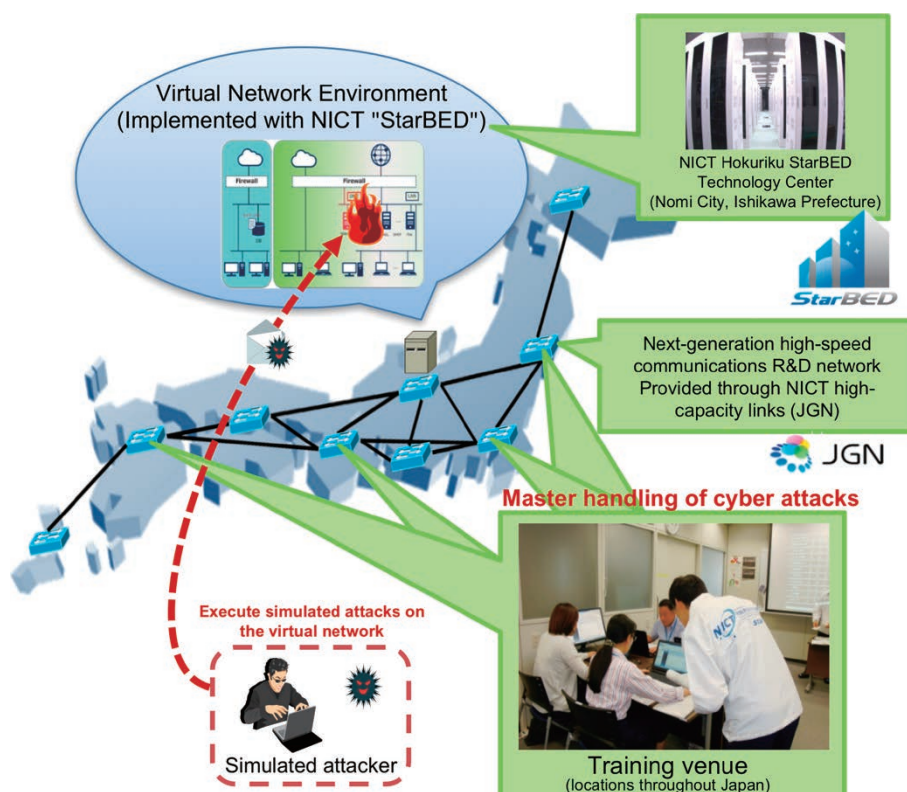 Virtual Network Environment
(Implemented with NICT "StarBED")
Firewall
Firewall
DB
NICT Hokuriku StarBED
Technology Center
(Nomi City, Ishikawa Prefecture)
StarBED
Next-generation high-speed
communications R&D network
Provided through NICT high-
capacity links (JGN)
JGN
Master handling of cyber attacks
Execute simulated attacks on
the virtual network
NICT
Simulated attacker
Training venue
(locations throughout Japan)